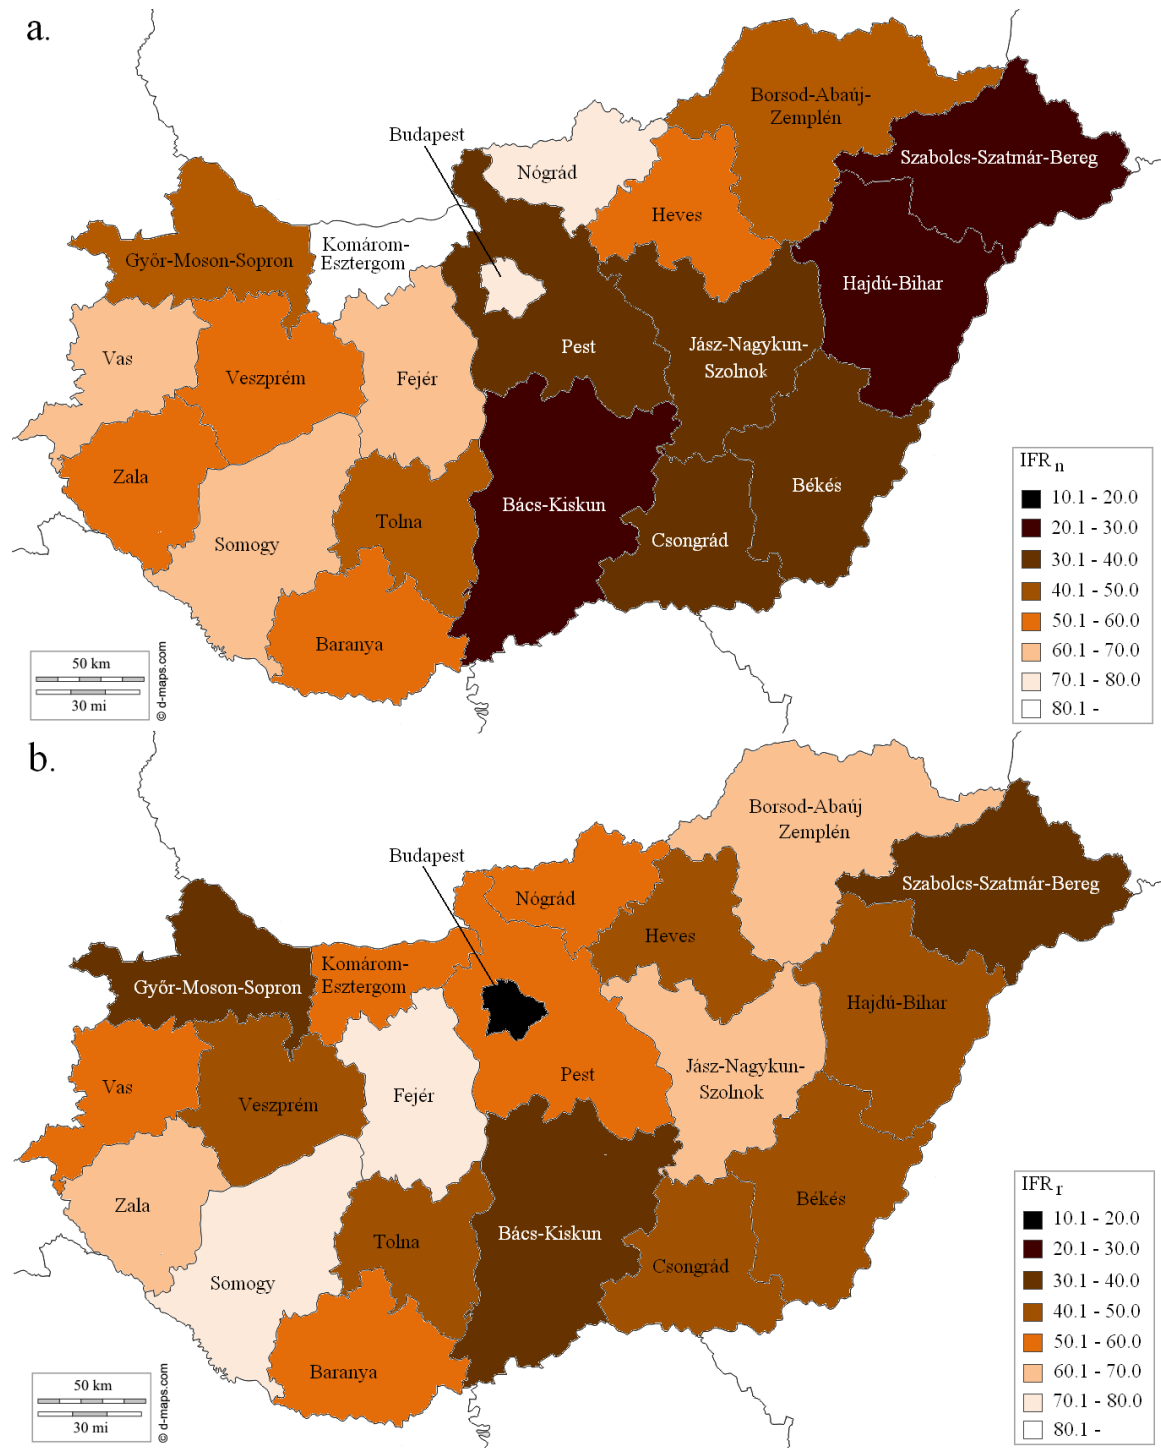 a.
Budapest
Borsod-Abaúj-
Zemplén
Szabolcs-Szatmár-Bereg
Nógrád
Heves
Komárom-
Esztergom
Győr-Moson-Sopron
Hajdú-Bihar
Pest
Jász-Nagykun-
Szolnok
Vas
Veszprém
Fejér
Zala
Bács-Kiskun
Békés
Tolna
Csongrád
Somogy
Baranya
IFR n
10.1 - 20.0
20.1 - 30.0
30.1 - 40.0
40.1 - 50.0
50.1 - 60.0
60.1 - 70.0
70.1 - 80.0
80.1 -
50 km
30 mi
© d-maps.com
b.
Budapest
Borsod-Abaúj
Zemplén
Szabolcs-Szatmár-Bereg
Nógrád
Heves
Komárom-
Esztergom
Győr-Moson-Sopron
Hajdú-Bihar
Pest
Jász-Nagykun-
Szolnok
Vas
Veszprém
Fejér
Zala
Bács-Kiskun
Békés
Tolna
Csongrád
Somogy
Baranya
IFR r
10.1 - 20.0
20.1 - 30.0
30.1 - 40.0
40.1 - 50.0
50.1 - 60.0
60.1 - 70.0
70.1 - 80.0
80.1 -
50 km
30 mi
© d-maps.com